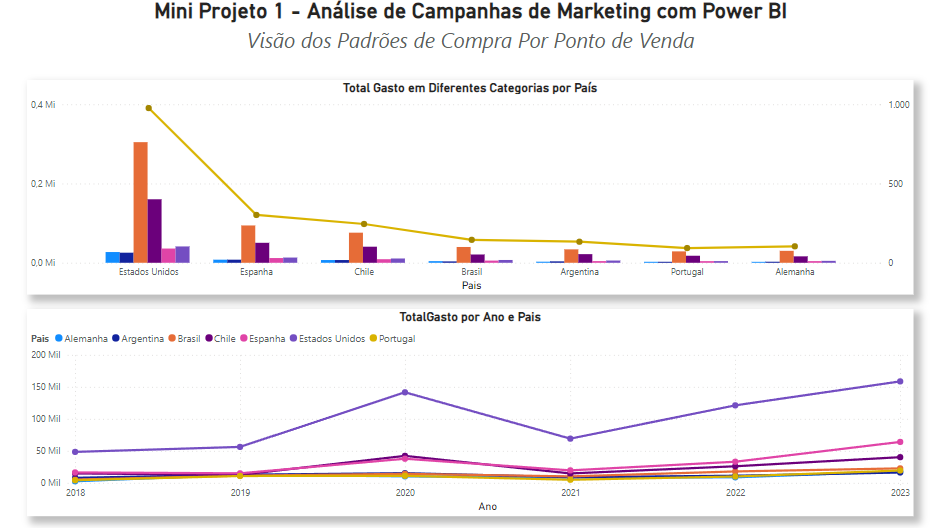 Mini Projeto 1 - Análise de Campanhas de Marketing com Power BI
Visão dos Padrões de Compra Por Ponto de Venda
Total Gasto em Diferentes Categorias por País
0,4 Mi
1.000
0,2 Mi
500
0,0 Mi
0
Estados Unidos Espanha Chile Brasil Argentina Portugal Alemanha
Pais
TotalGasto por Ano e Pais
Pais Alemanha Argentina Brasil Chile Espanha Estados Unidos Portugal
200 Mil
150 Mil
100 Mil
50 Mil
0 Mil
2018 2019 2020 2021 2022 2023
Ano